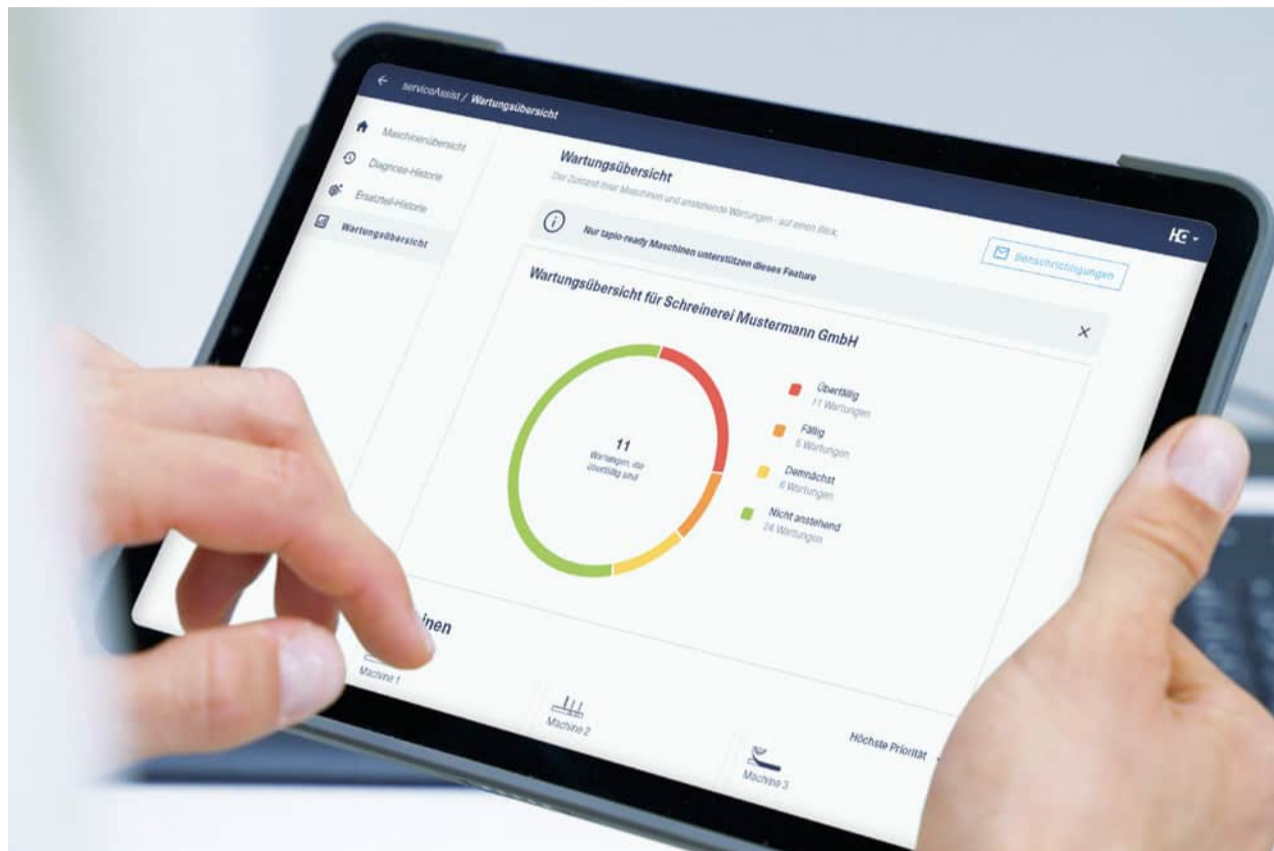 serviceAssist / Wartungsübersicht
HC
Maschinenübersicht
Diagnose-Historie
Ersatzteil-Historie
Wartungsübersicht
Wartungsübersicht
Der Zustand Ihrer Maschinen und anstehende Wartungen - auf einen Blick.
Benachrichtigungen
Nur tapio-ready Maschinen unterstützen dieses Feature
Wartungsübersicht für Schreinerei Mustermann GmbH
11
Wartungen, die
überfällig sind
Überfällig
11 Wartungen
Fällig
5 Wartungen
Demnächst
6 Wartungen
Nicht anstehend
24 Wartungen
inen
Höchste Priorität
Machine 1
Machine 2
Machine 3